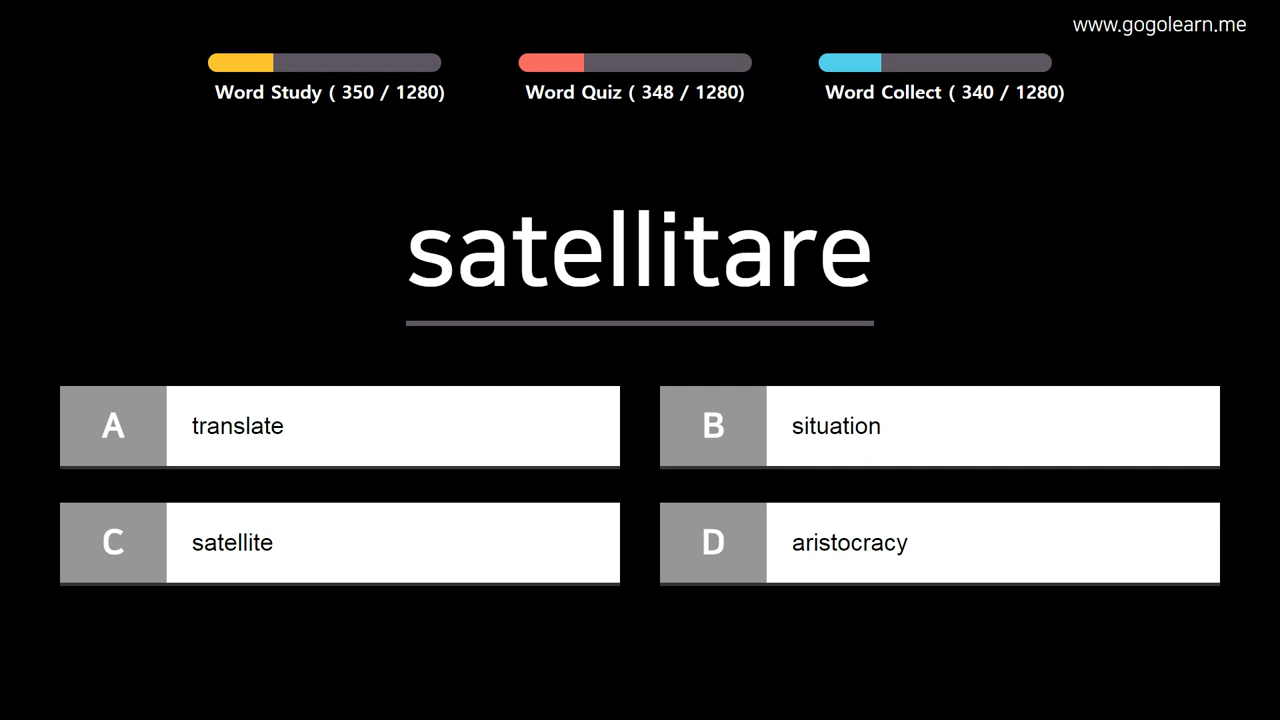 www.gogolearn.me
Word Study ( 350 / 1280)
Word Quiz ( 348 / 1280)
Word Collect ( 340 / 1280)
satellitare
A translate
B situation
C satellite
D aristocracy